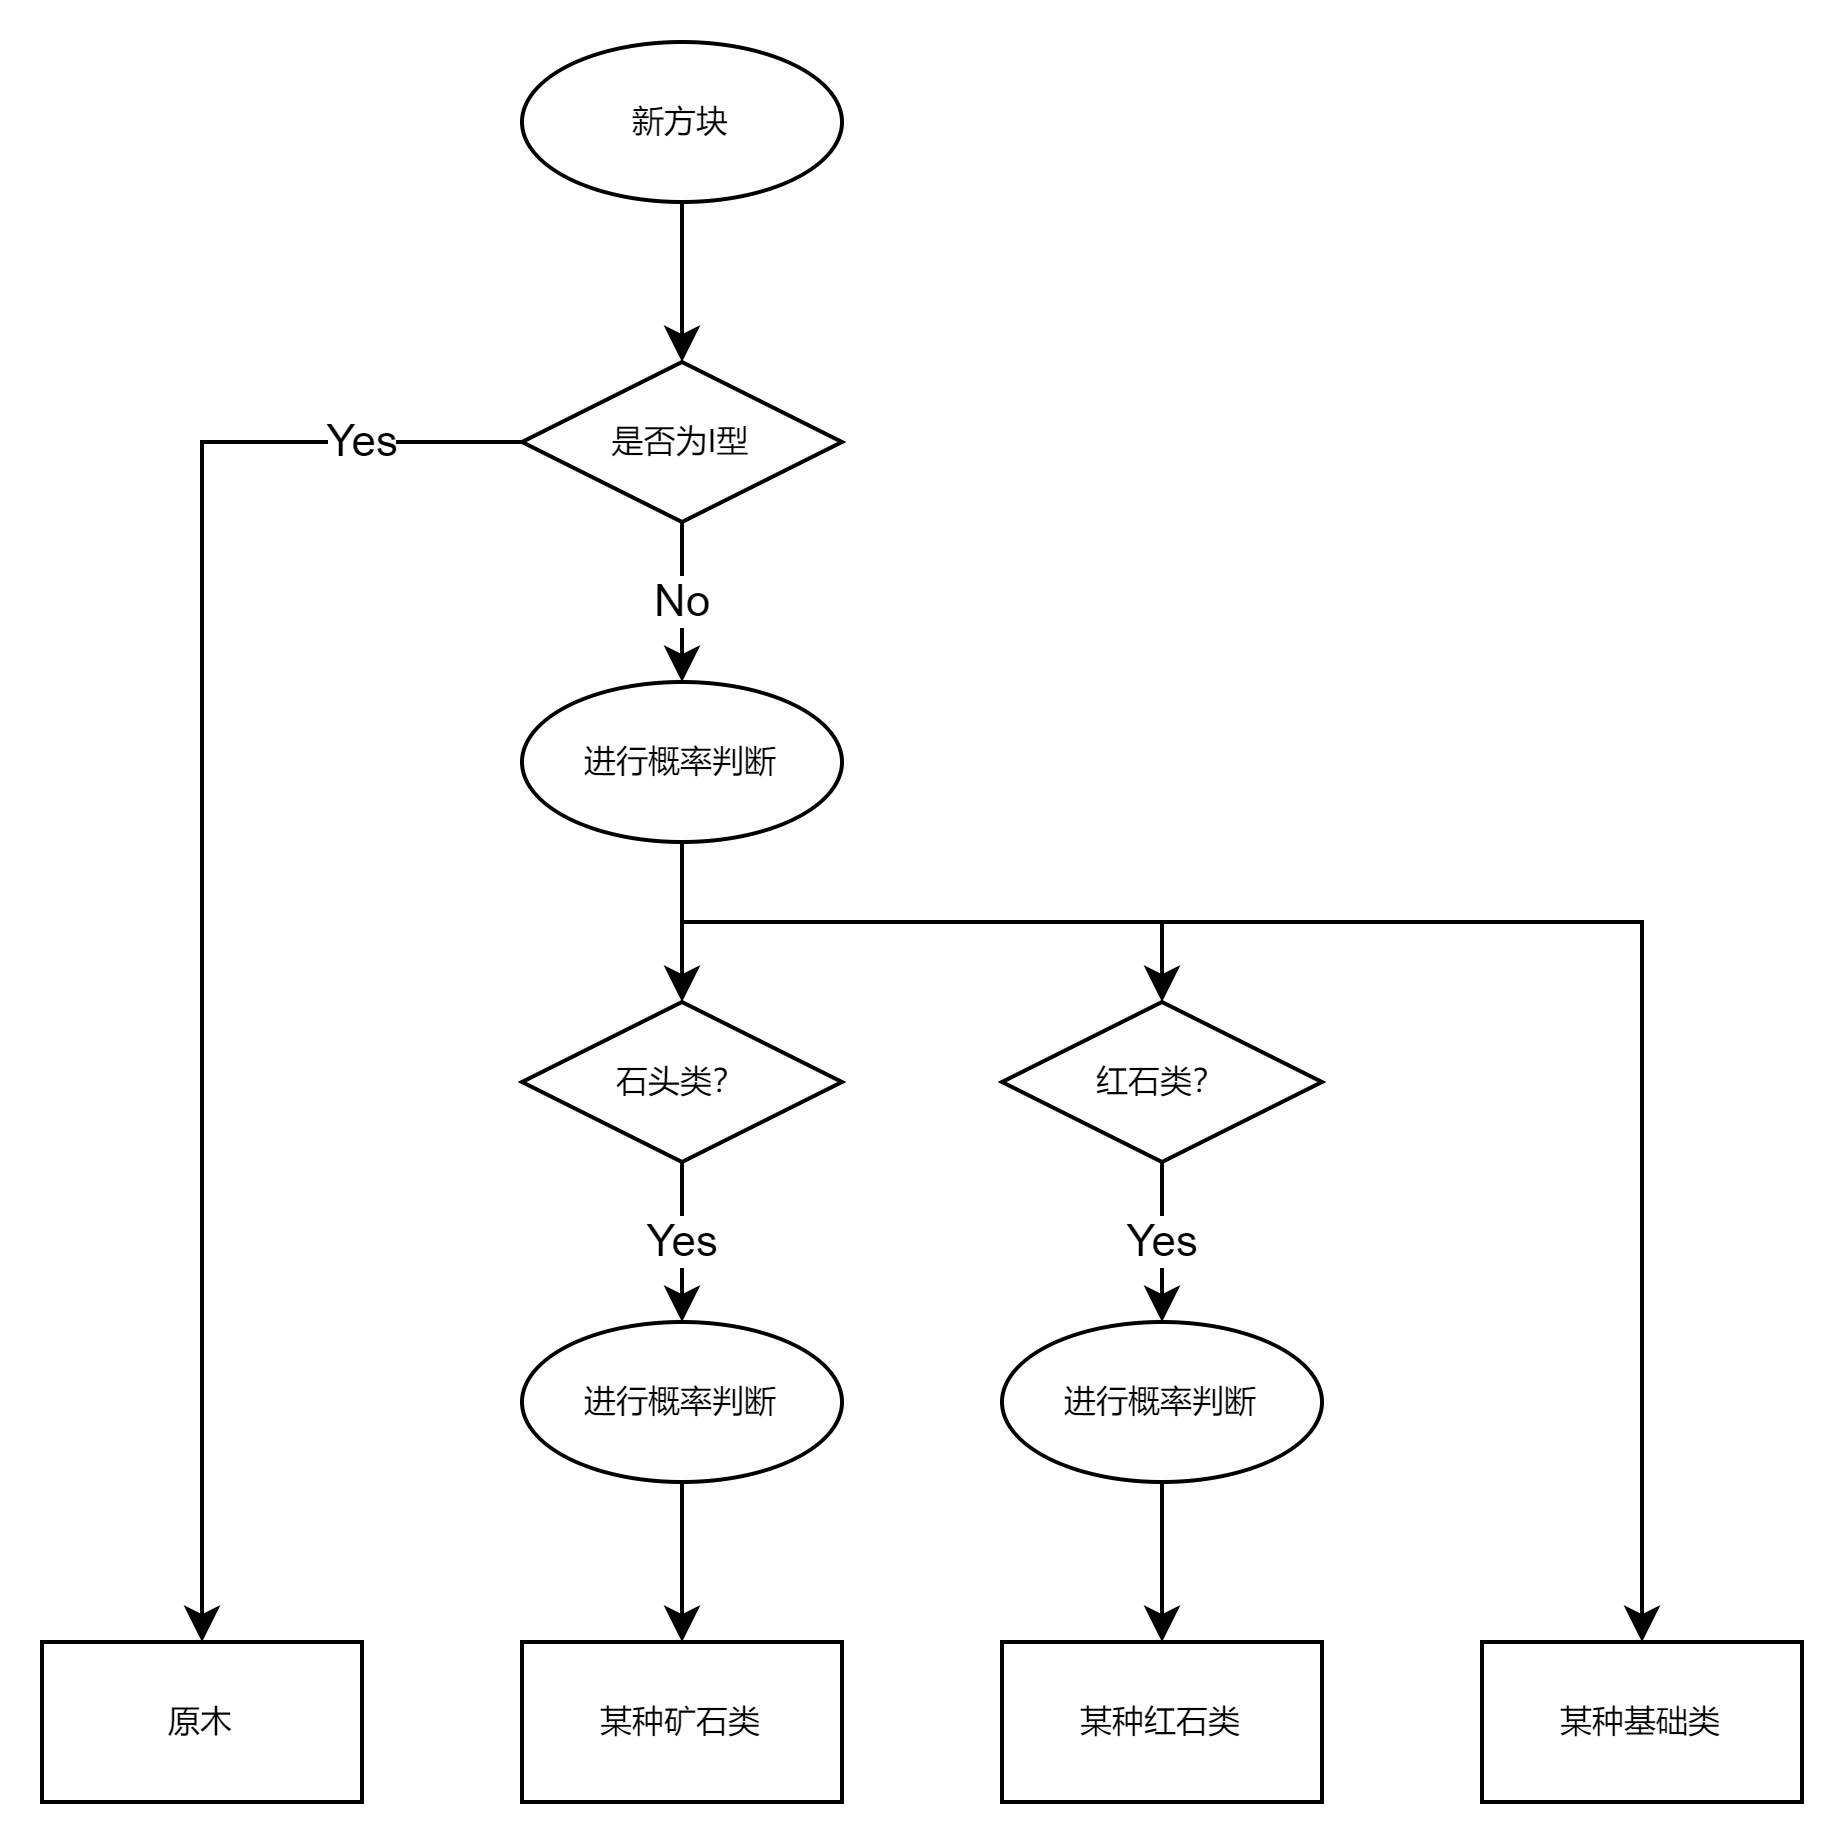 新方块
是否为I型
Yes
No
进行概率判断
石头类?
红石类?
Yes
Yes
进行概率判断
进行概率判断
原木
某种矿石类
某种红石类
某种基础类